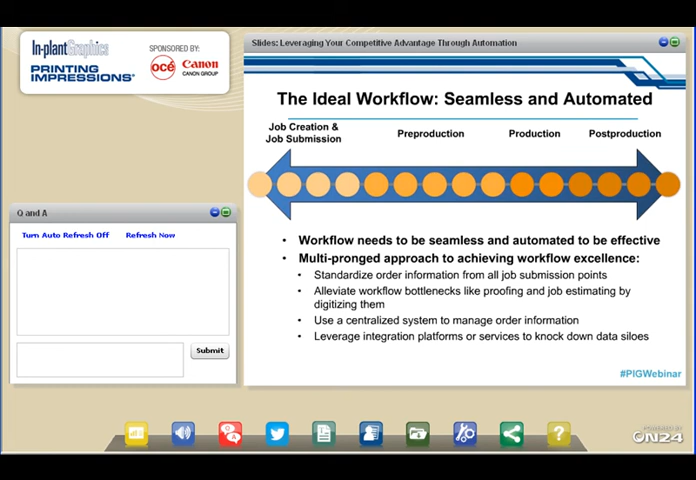 In-plantGraphics
SPONSORED BY:
PRINTING
IMPRESSIONS®
océ
Canon
CANON GROUP
Slides: Leveraging Your Competitive Advantage Through Automation
The Ideal Workflow: Seamless and Automated
Job Creation &
Job Submission
Preproduction
Production
Postproduction
• Workflow needs to be seamless and automated to be effective
• Multi-pronged approach to achieving workflow excellence:
• Standardize order information from all job submission points
• Alleviate workflow bottlenecks like proofing and job estimating by
digitizing them
• Use a centralized system to manage order information
• Leverage integration platforms or services to knock down data siloes
#PIGWebinar
Q and A
Turn Auto Refresh Off
Refresh Now
Submit
Q
A
?
POWERED BY
ON24